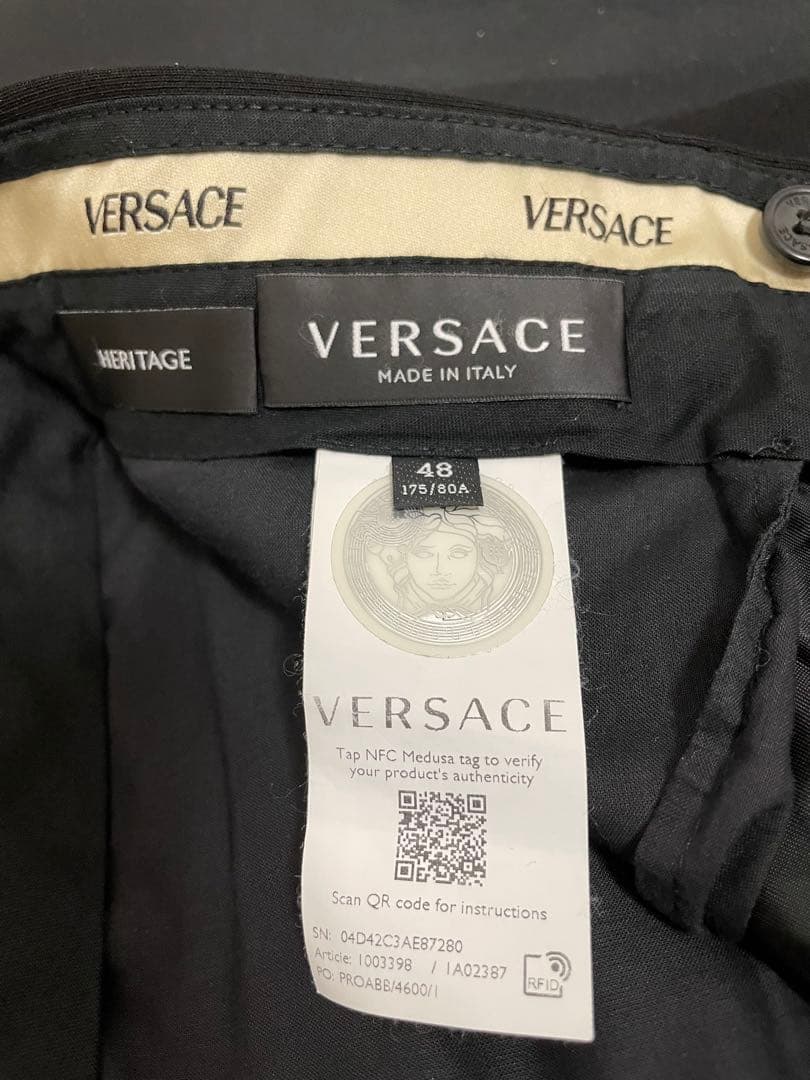 VERSACE VERSACE
VERSACE
HERITAGE
VERSACE
MADE IN ITALY
48
175/80A
VERSACE
Tap NFC Medusa tag to verify
your product's authenticity
Scan QR code for instructions
SN: 04D42C3AE87280
Article: 1003398 / 1A02387
PO: PROABB/4600/1
RFID